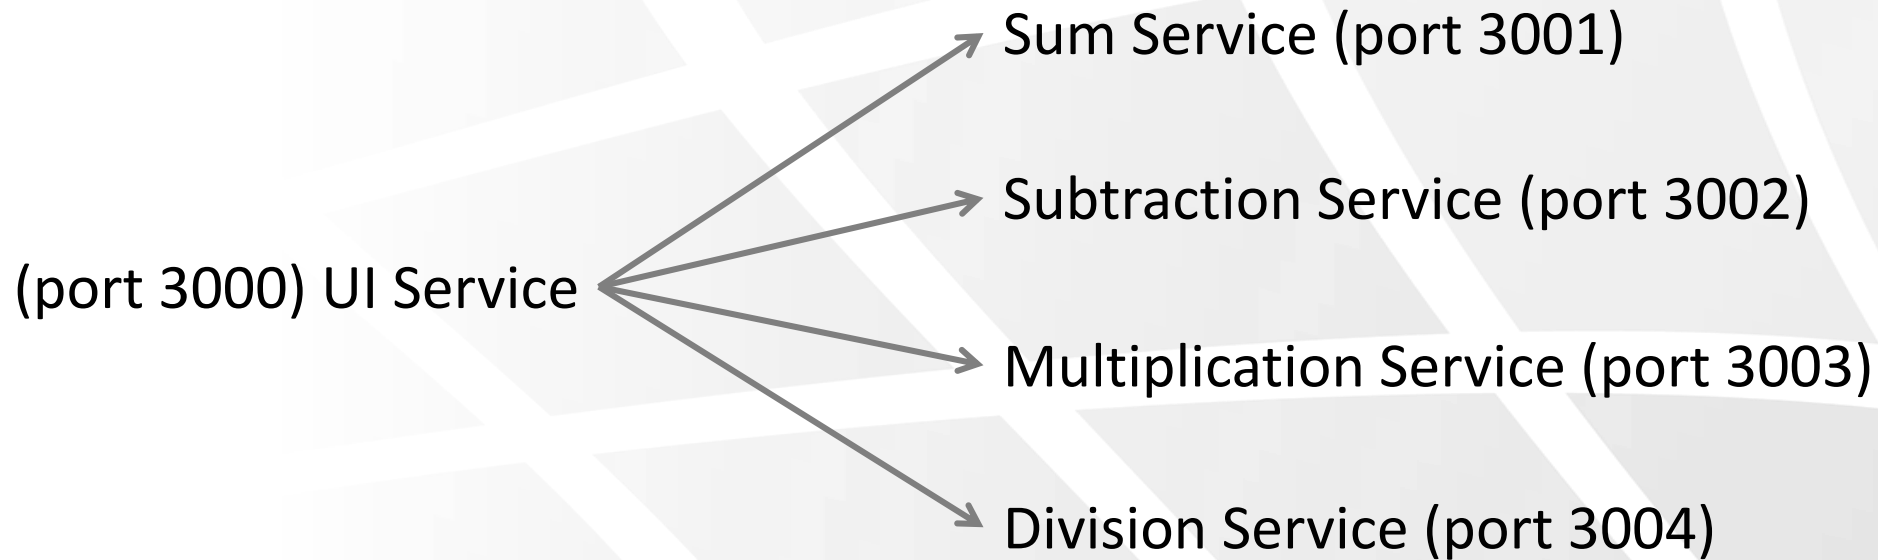 Sum Service (port 3001)
Subtraction Service (port 3002)
(port 3000) UI Service
Multiplication Service (port 3003)
Division Service (port 3004)